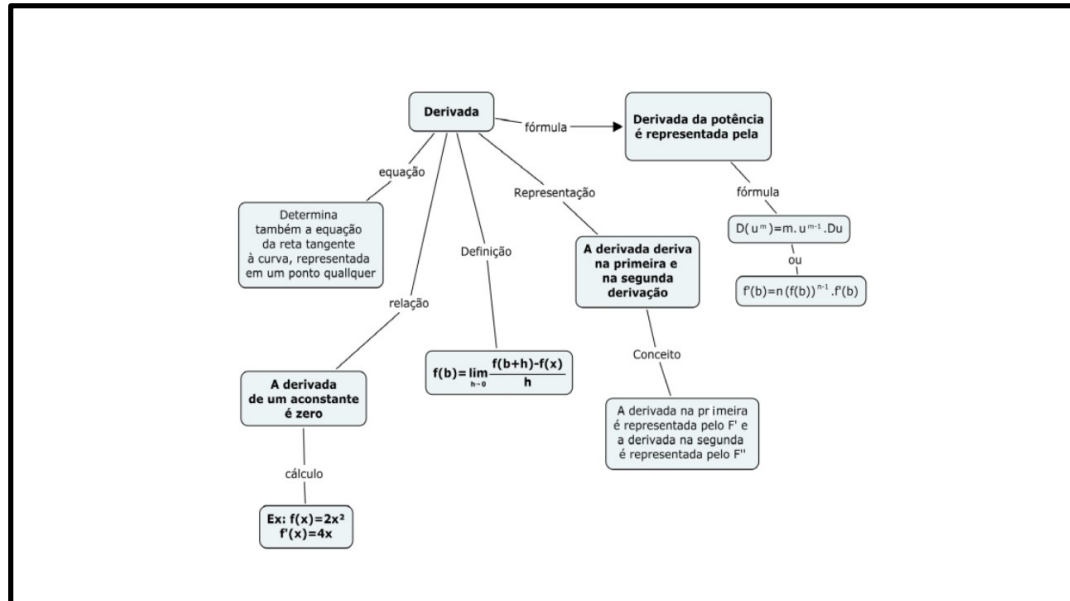 Derivada
fórmula
Derivada da potência
é representada pela
equação
Representação
fórmula
Determina
também a equação
da reta tangente
à curva, representada
em um ponto quallquer
D(uᵐ)=m.uᵐ⁻¹.Du
ou
f'(b)=n(f(b))ⁿ⁻¹.f'(b)
Definição
A derivada deriva
na primeira e
na segunda
derivação
relação
Conceito
f(b)=lim f(b+h)-f(x)
h→0 h
A derivada
de um aconstante
é zero
A derivada na pr imeira
é representada pelo F' e
a derivada na segunda
é representada pelo F"
cálculo
Ex: f(x)=2x²
f'(x)=4x